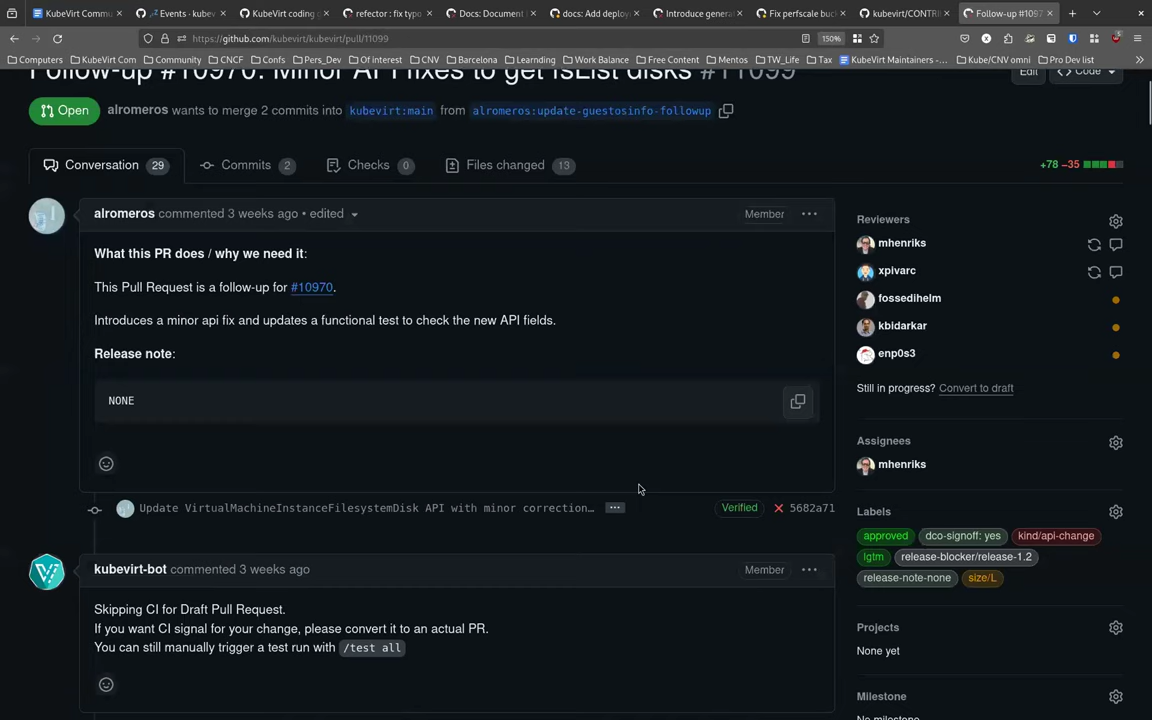 KubeVirt Commu
Events · kubev
KubeVirt coding g
refactor : fix typo
Docs: Document
docs: Add deploy
Introduce genera
Fix perfscale buc
kubevirt/CONTRI
Follow-up #1097
https://github.com/kubevirt/kubevirt/pull/11099
150%
Computers
KubeVirt Com
Community
CNCF
Confs
Pers_Dev
Of interest
CNV
Barcelona
Learnding
Work Balance
Free Content
Mentos
TW_Life
Tax
KubeVirt Maintainers -...
Kube/CNV omni
Pro Dev list
Follow-up #10970: Minor API fixes to get fsList disks #11099
Edit
Code
Open
alromeros wants to merge 2 commits into kubevirt:main from alromeros:update-guestosinfo-followup
Conversation 29
Commits 2
Checks 0
Files changed 13
+78 −35
alromeros commented 3 weeks ago • edited
Member
What this PR does / why we need it:
This Pull Request is a follow-up for #10970.
Introduces a minor api fix and updates a functional test to check the new API fields.
Release note:
NONE
Update VirtualMachineInstanceFilesystemDisk API with minor correction…
Verified
5682a71
kubevirt-bot commented 3 weeks ago
Member
Skipping CI for Draft Pull Request.
If you want CI signal for your change, please convert it to an actual PR.
You can still manually trigger a test run with /test all
Reviewers
mhenriks
xpivarc
fossedihelm
kbidarkar
enp0s3
Still in progress? Convert to draft
Assignees
mhenriks
Labels
approved
dco-signoff: yes
kind/api-change
lgtm
release-blocker/release-1.2
release-note-none
size/L
Projects
None yet
Milestone
No milestone